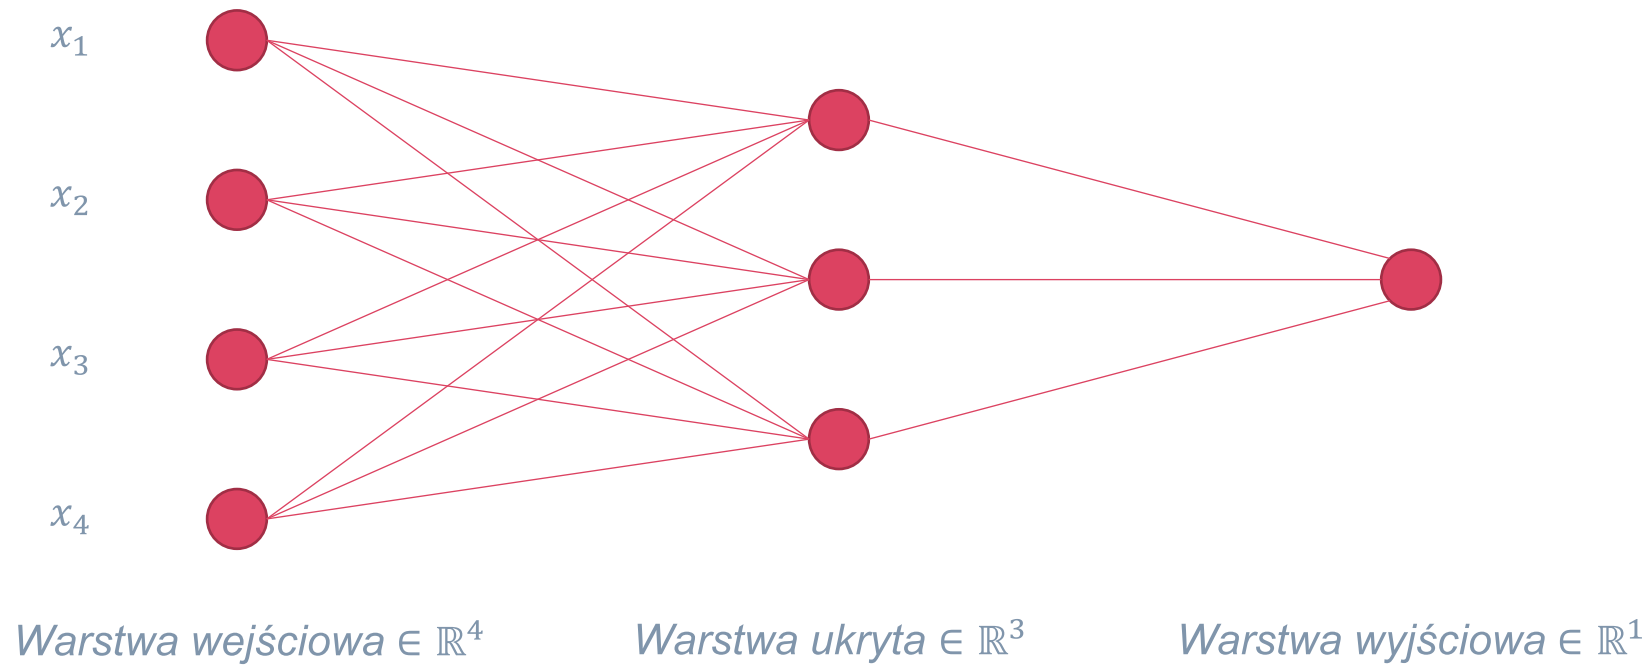 x₁
x₂
x₃
x₄
Warstwa wejściowa ∈ ℝ⁴
Warstwa ukryta ∈ ℝ³
Warstwa wyjściowa ∈ ℝ¹